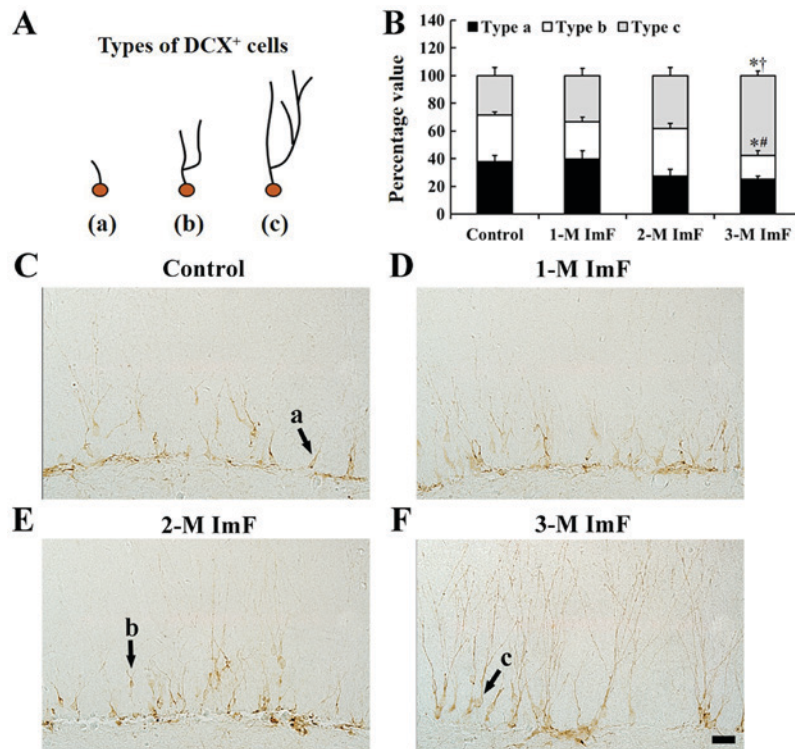 A
Types of DCX+ cells
(a) (b) (c)
B
Type a Type b Type c
Percentage value
140
120
100
80
60
40
20
0
*†
*#
Control 1-M ImF 2-M ImF 3-M ImF
C Control
a
D 1-M ImF
E 2-M ImF
b
F 3-M ImF
c